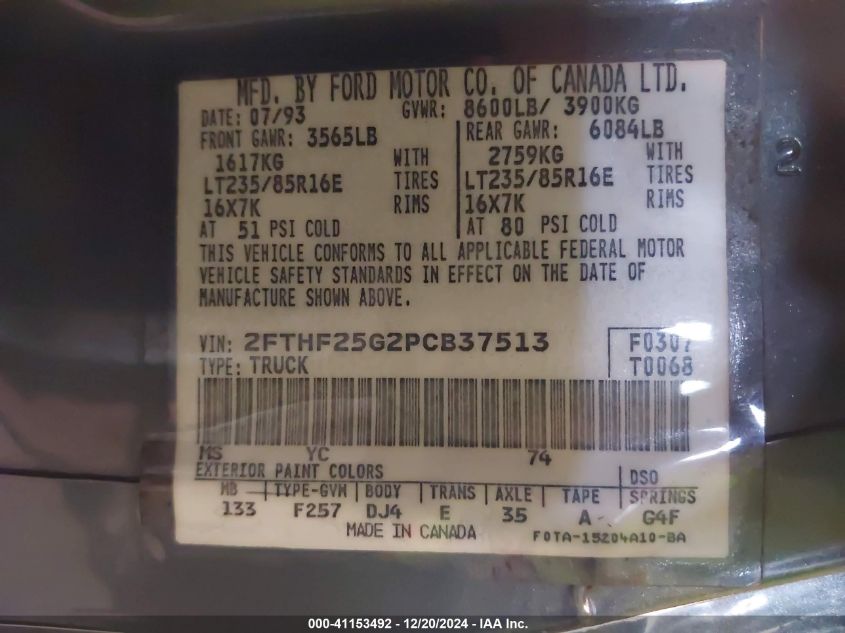 MFD. BY FORD MOTOR CO. OF CANADA LTD.
DATE: 07/93 GVWR: 8600LB/ 3900KG
FRONT GAWR: 3565LB REAR GAWR: 6084LB
1617KG WITH 2759KG WITH
LT235/85R16E TIRES LT235/85R16E TIRES
16X7K RIMS 16X7K RIMS
AT 51 PSI COLD AT 80 PSI COLD
THIS VEHICLE CONFORMS TO ALL APPLICABLE FEDERAL MOTOR
VEHICLE SAFETY STANDARDS IN EFFECT ON THE DATE OF
MANUFACTURE SHOWN ABOVE.
VIN: 2FTHF25G2PCB37513 F0307
TYPE: TRUCK T0068
MS YC 74
EXTERIOR PAINT COLORS DSO
WB TYPE-GVW BODY TRANS AXLE TAPE SPRINGS
133 F257 DJ4 E 35 A G4F
MADE IN CANADA F0TA-15204A10-BA
2
000-41153492 - 12/20/2024 - IAA Inc.